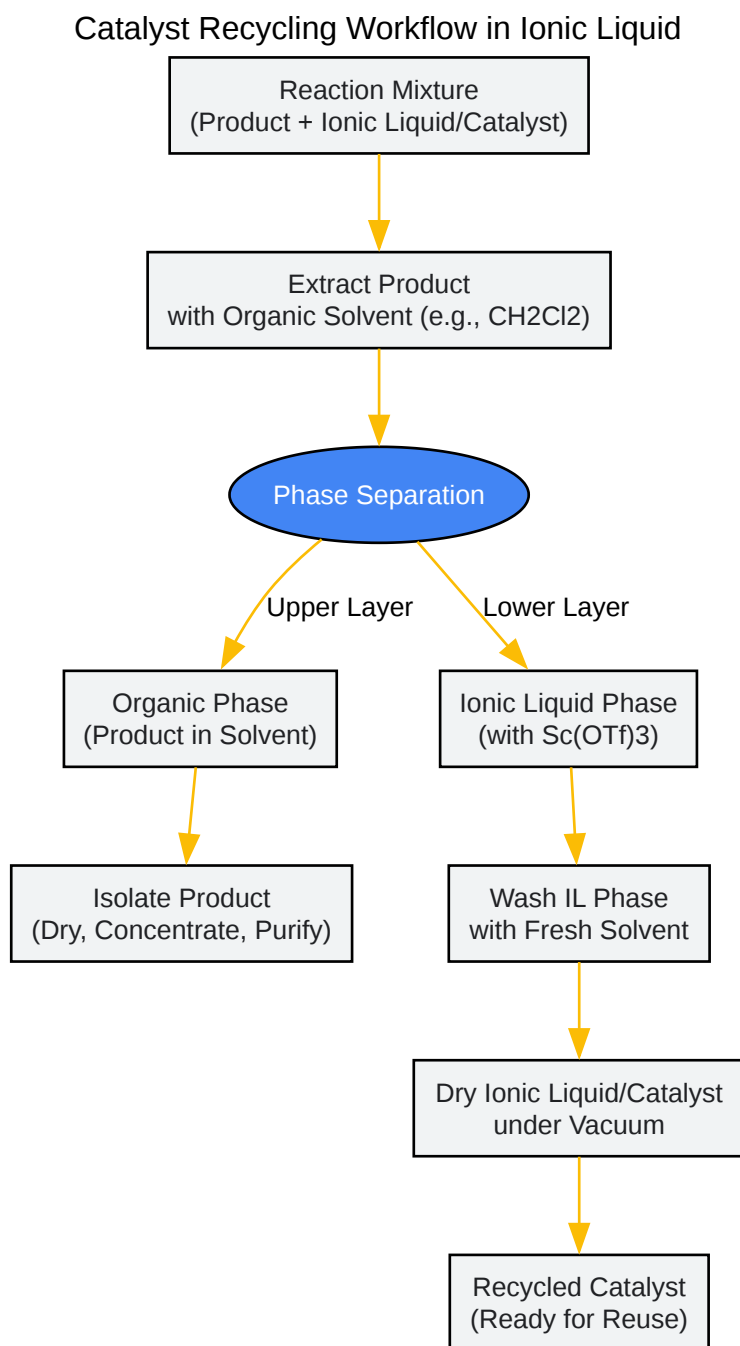 Catalyst Recycling Workflow in Ionic Liquid
Reaction Mixture
(Product + Ionic Liquid/Catalyst)
Extract Product
with Organic Solvent (e.g., CH2Cl2)
Phase Separation
Upper Layer
Lower Layer
Organic Phase
(Product in Solvent)
Ionic Liquid Phase
(with Sc(OTf)3)
Isolate Product
(Dry, Concentrate, Purify)
Wash IL Phase
with Fresh Solvent
Dry Ionic Liquid/Catalyst
under Vacuum
Recycled Catalyst
(Ready for Reuse)